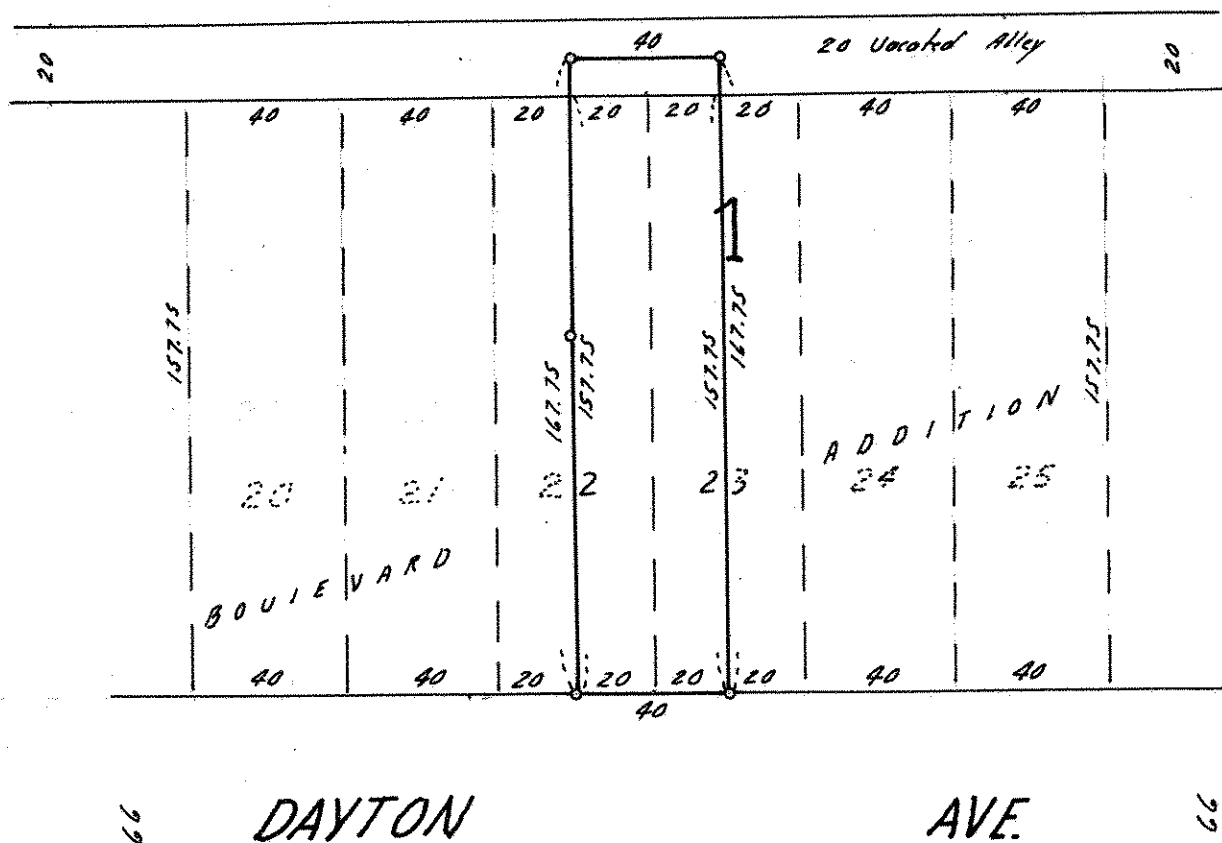 40 20 Vacated Alley
20 20
40 40 20 20 20 20 40 40
1
157.75 167.75 157.75 157.75 167.75 157.75
ADDITION
20 21 22 23 24 25
BOULEVARD
40 40 20 20 20 20 40 40
40
66 DAYTON AVE. 66